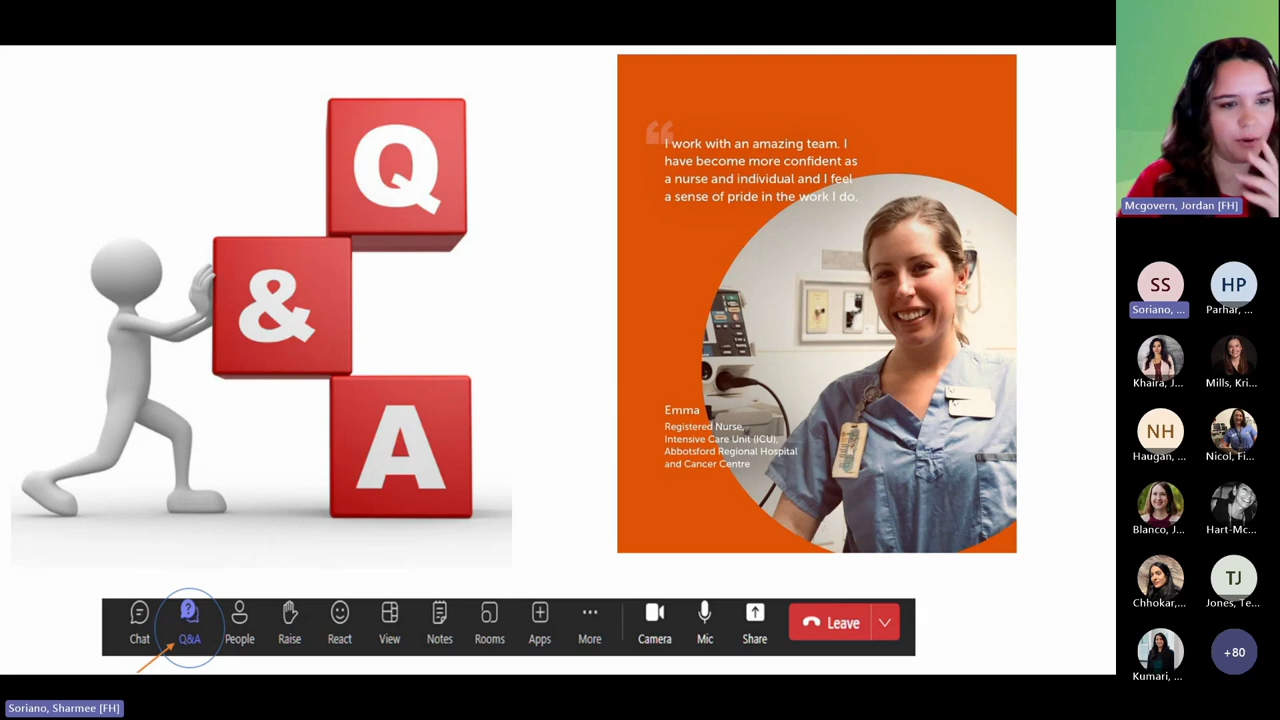 Q
&
A
“
I work with an amazing team. I
have become more confident as
a nurse and individual and I feel
a sense of pride in the work I do.
Emma
Registered Nurse,
Intensive Care Unit (ICU),
Abbotsford Regional Hospital
and Cancer Centre
Chat
Q&A
People
Raise
React
View
Notes
Rooms
Apps
More
Camera
Mic
Share
Leave
Mcgovern, Jordan [FH]
SS
Soriano, ...
HP
Parhar, ...
Khaira, J...
Mills, Kri...
NH
Haugan, ...
Nicol, Fi...
Blanco, J...
Hart-Mc...
Chhokar,...
TJ
Jones, Te...
Kumari, ...
+80
Soriano, Sharmee [FH]